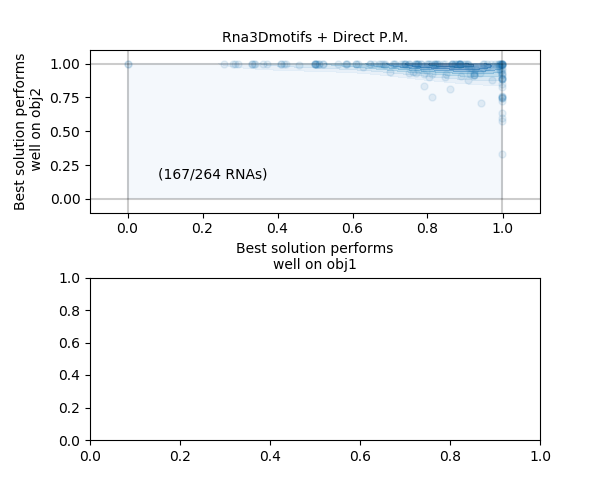 Rna3Dmotifs + Direct P.M.
Best solution performs
well on obj2
1.00
0.75
0.50
0.25
0.00
(167/264 RNAs)
0.0 0.2 0.4 0.6 0.8 1.0
Best solution performs
well on obj1
1.0
0.8
0.6
0.4
0.2
0.0
0.0 0.2 0.4 0.6 0.8 1.0